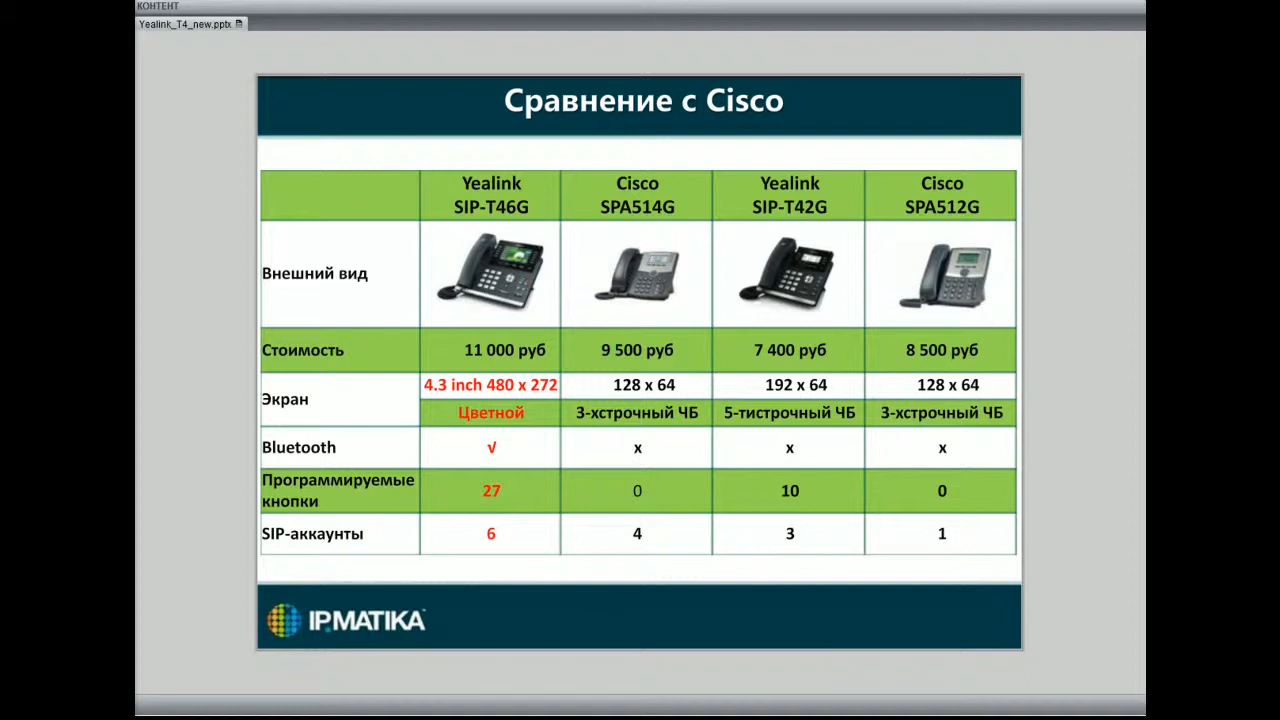 КОНТЕНТ
Yealink_T4_new.pptx
Сравнение с Cisco
Yealink SIP-T46G Cisco SPA514G Yealink SIP-T42G Cisco SPA512G
Внешний вид
Стоимость 11 000 руб 9 500 руб 7 400 руб 8 500 руб
Экран 4.3 inch 480 x 272 128 x 64 192 x 64 128 x 64
Цветной 3-хстрочный ЧБ 5-тистрочный ЧБ 3-хстрочный ЧБ
Bluetooth √ x x x
Программируемые кнопки 27 0 10 0
SIP-аккаунты 6 4 3 1
IPMATIKA